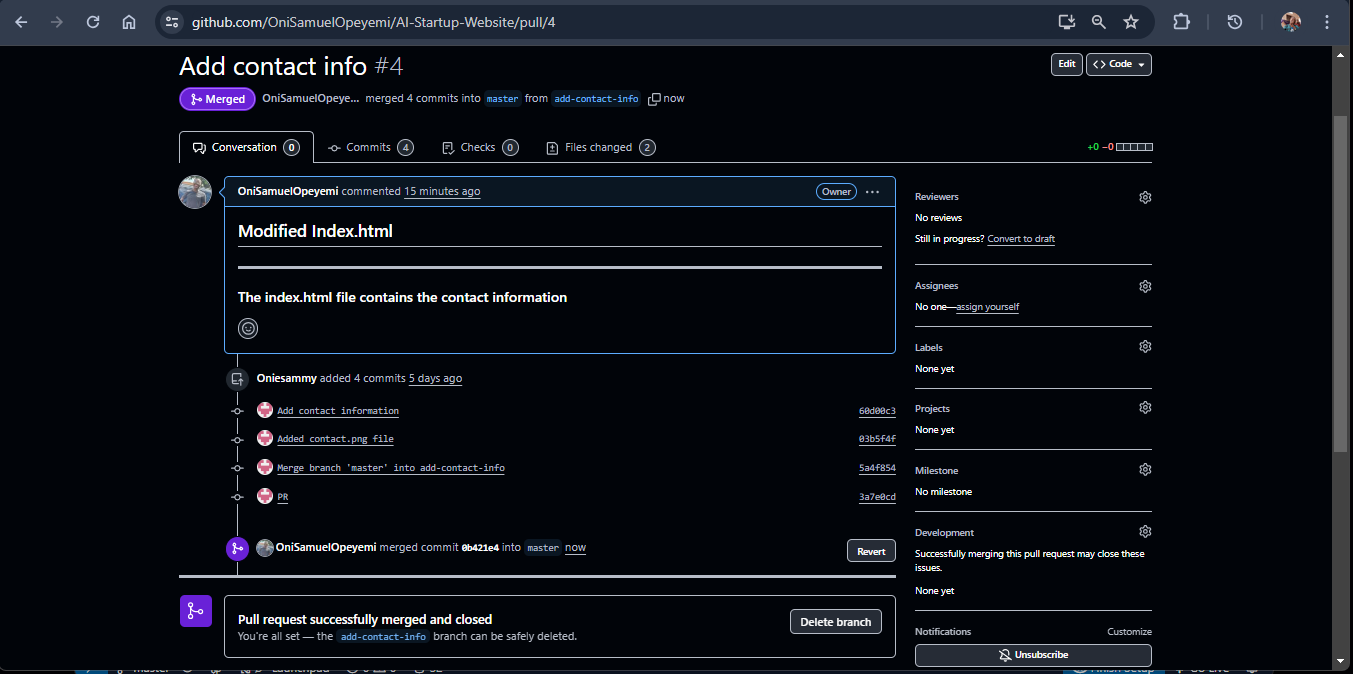 github.com/OniSamuelOpeyemi/AI-Startup-Website/pull/4
Add contact info #4
Edit
<> Code
Merged
OniSamuelOpeye... merged 4 commits into master from add-contact-info now
Conversation 0
Commits 4
Checks 0
Files changed 2
+0 −0
OniSamuelOpeyemi commented 15 minutes ago
Owner
Modified Index.html
The index.html file contains the contact information
Oniesammy added 4 commits 5 days ago
Add contact information 60d00c3
Added contact.png file 03b5f4f
Merge branch 'master' into add-contact-info 5a4f854
PR 3a7e0cd
OniSamuelOpeyemi merged commit 0b421e4 into master now
Revert
Pull request successfully merged and closed
You're all set — the add-contact-info branch can be safely deleted.
Delete branch
Reviewers
No reviews
Still in progress? Convert to draft
Assignees
No one—assign yourself
Labels
None yet
Projects
None yet
Milestone
No milestone
Development
Successfully merging this pull request may close these
issues.
None yet
Notifications
Customize
Unsubscribe